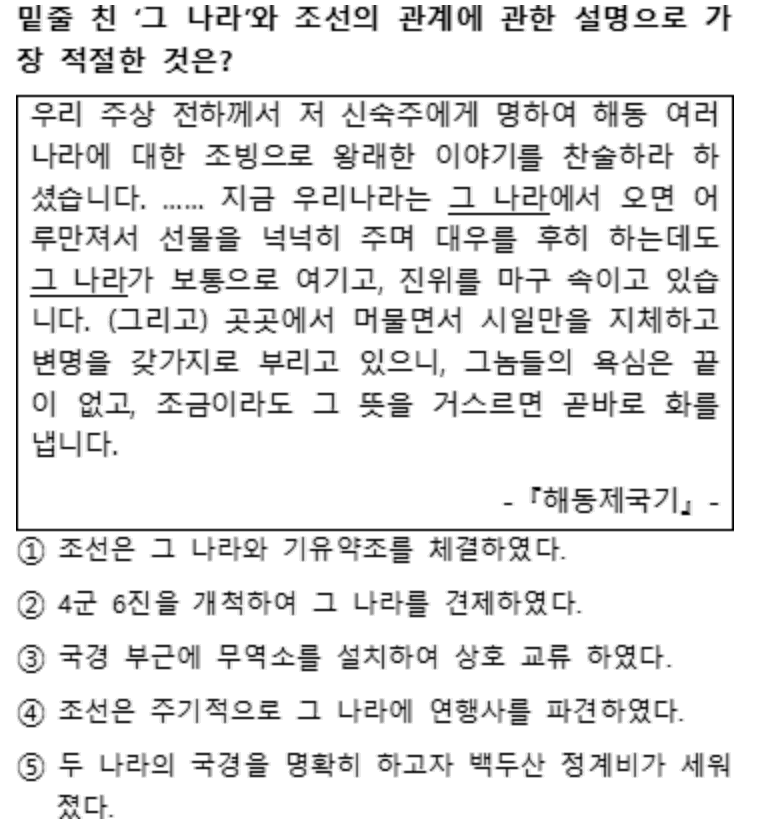 밑줄 친 ‘그 나라’와 조선의 관계에 관한 설명으로 가
장 적절한 것은?
우리 주상 전하께서 저 신숙주에게 명하여 해동 여러
나라에 대한 조빙으로 왕래한 이야기를 찬술하라 하
셨습니다. …… 지금 우리나라는 그 나라에서 오면 어
루만져서 선물을 넉넉히 주며 대우를 후히 하는데도
그 나라가 보통으로 여기고, 진위를 마구 속이고 있습
니다. (그리고) 곳곳에서 머물면서 시일만을 지체하고
변명을 갖가지로 부리고 있으니, 그놈들의 욕심은 끝
이 없고, 조금이라도 그 뜻을 거스르면 곧바로 화를
냅니다.
- 『해동제국기』 -
① 조선은 그 나라와 기유약조를 체결하였다.
② 4군 6진을 개척하여 그 나라를 견제하였다.
③ 국경 부근에 무역소를 설치하여 상호 교류 하였다.
④ 조선은 주기적으로 그 나라에 연행사를 파견하였다.
⑤ 두 나라의 국경을 명확히 하고자 백두산 정계비가 세워
졌다.